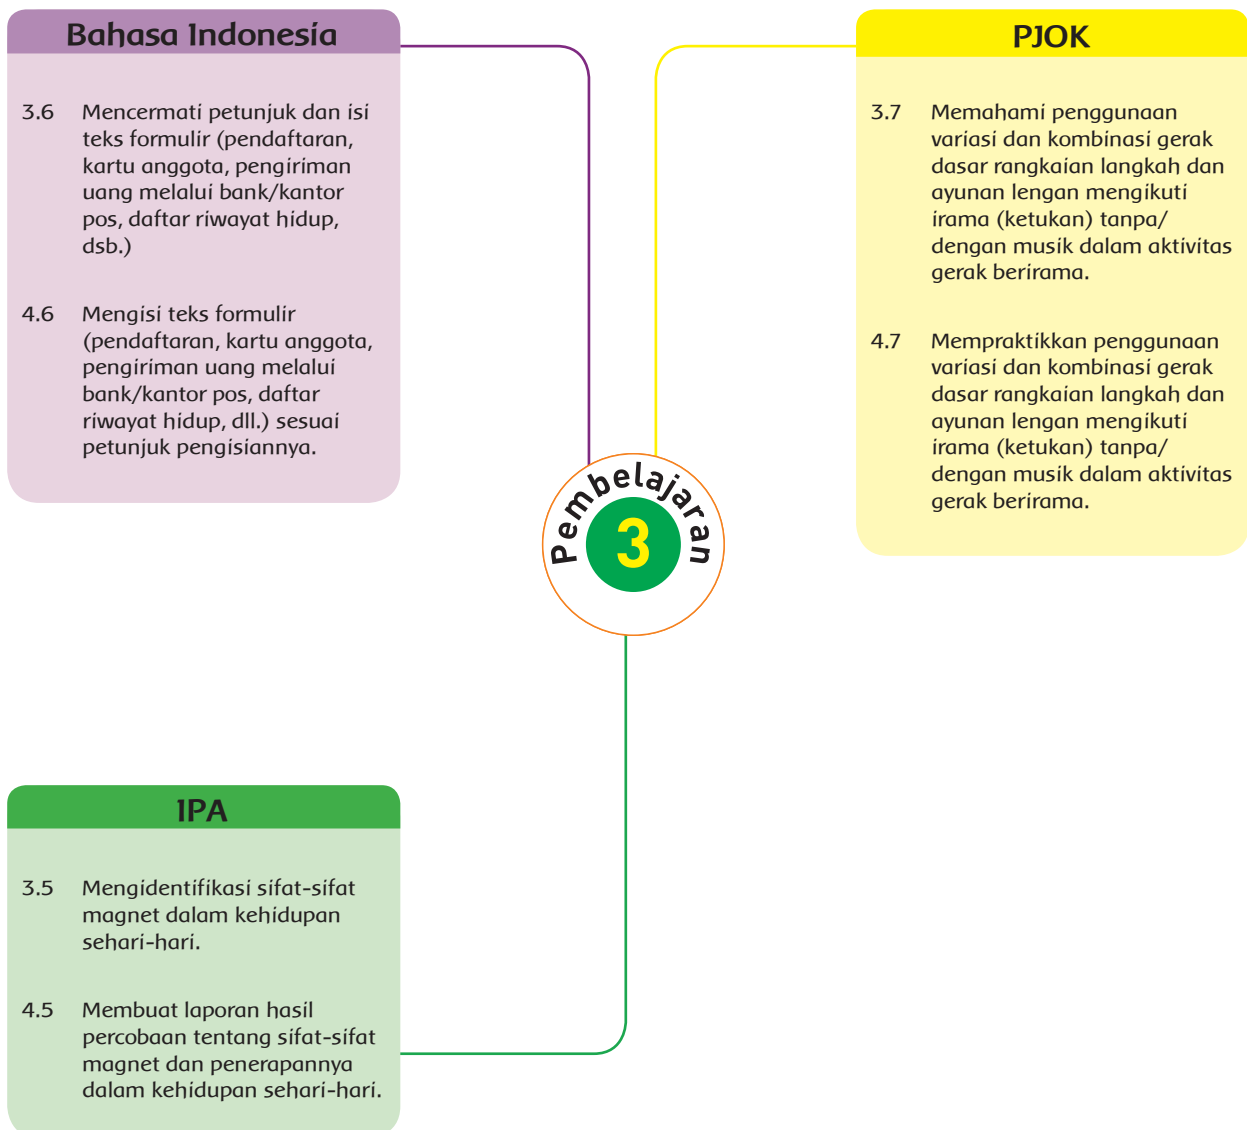 Bahasa Indonesia
3.6 Mencermati petunjuk dan isi
teks formulir (pendaftaran,
kartu anggota, pengiriman
uang melalui bank/kantor
pos, daftar riwayat hidup,
dsb.)
4.6 Mengisi teks formulir
(pendaftaran, kartu anggota,
pengiriman uang melalui
bank/kantor pos, daftar
riwayat hidup, dll.) sesuai
petunjuk pengisiannya.
PJOK
3.7 Memahami penggunaan
variasi dan kombinasi gerak
dasar rangkaian langkah dan
ayunan lengan mengikuti
irama (ketukan) tanpa/
dengan musik dalam aktivitas
gerak berirama.
4.7 Mempraktikkan penggunaan
variasi dan kombinasi gerak
dasar rangkaian langkah dan
ayunan lengan mengikuti
irama (ketukan) tanpa/
dengan musik dalam aktivitas
gerak berirama.
Pembelajaran
3
IPA
3.5 Mengidentifikasi sifat-sifat
magnet dalam kehidupan
sehari-hari.
4.5 Membuat laporan hasil
percobaan tentang sifat-sifat
magnet dan penerapannya
dalam kehidupan sehari-hari.